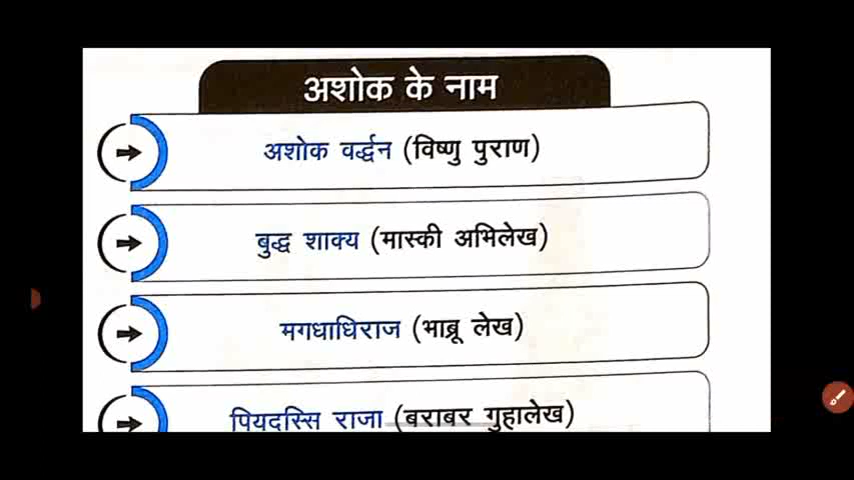 अशोक के नाम
अशोक वर्द्धन (विष्णु पुराण)
बुद्ध शाक्य (मास्की अभिलेख)
मगधाधिराज (भाब्रू लेख)
पियदस्सि राजा (बराबर गुहालेख)